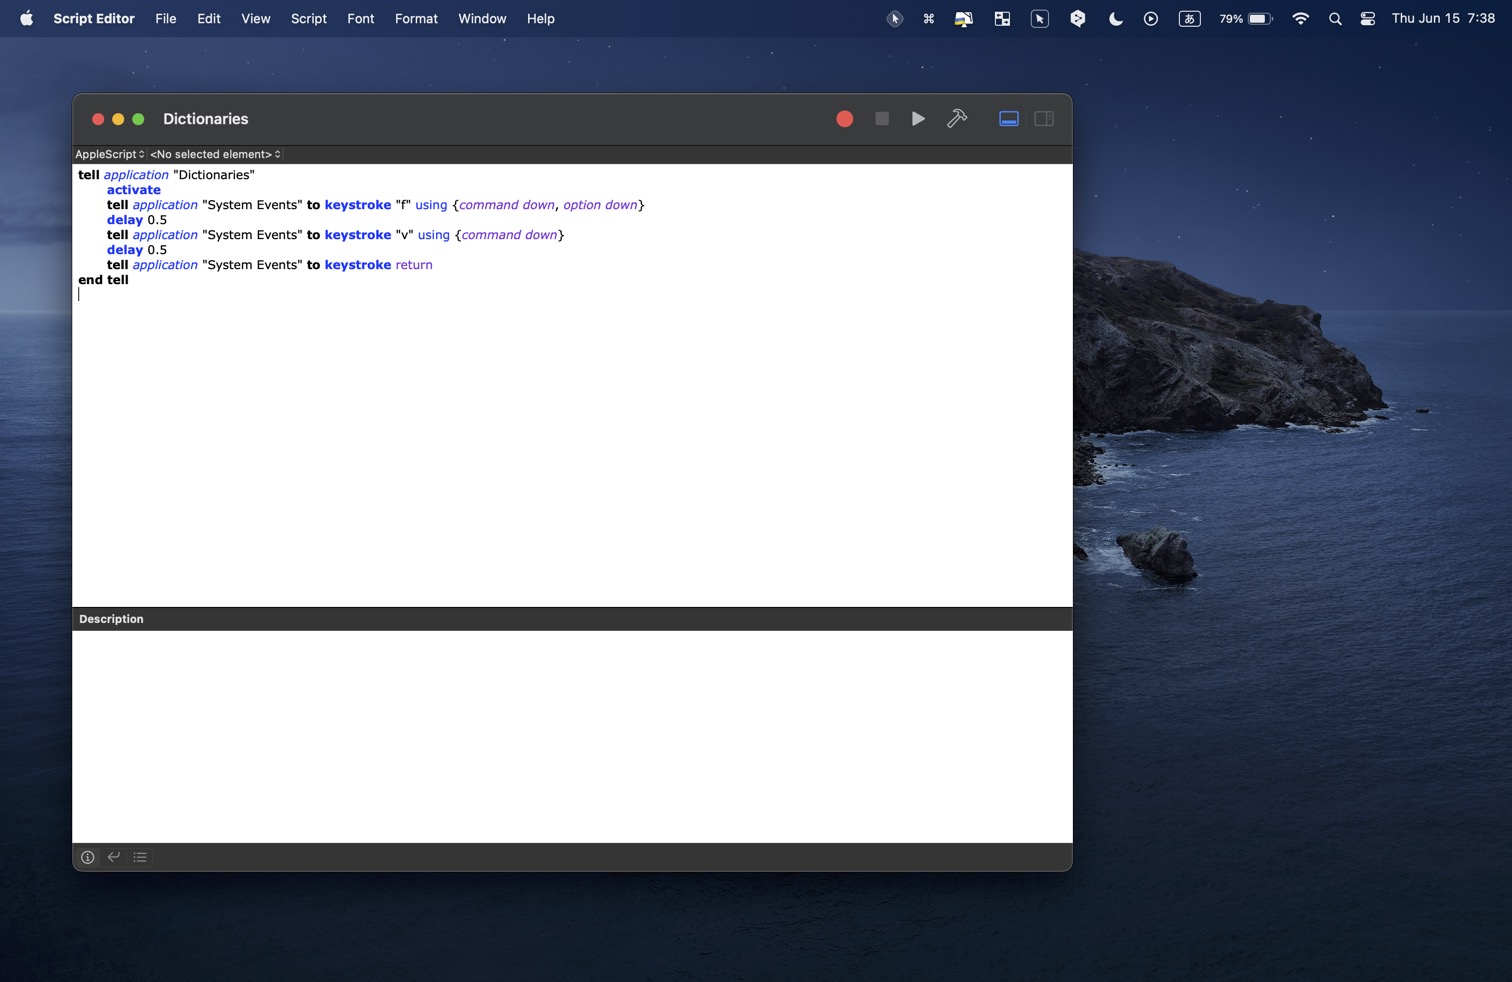 Script Editor File Edit View Script Font Format Window Help あ 79% Thu Jun 15 7:38
Dictionaries
AppleScript <No selected element>
tell application "Dictionaries"
activate
tell application "System Events" to keystroke "f" using {command down, option down}
delay 0.5
tell application "System Events" to keystroke "v" using {command down}
delay 0.5
tell application "System Events" to keystroke return
end tell
Description